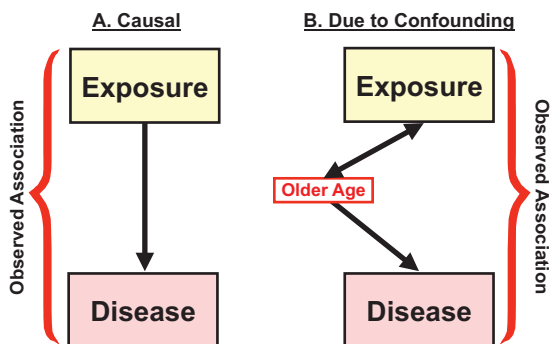 A. Causal
B. Due to Confounding
Observed Association
Exposure
Disease
Exposure
Older Age
Disease
Observed Association